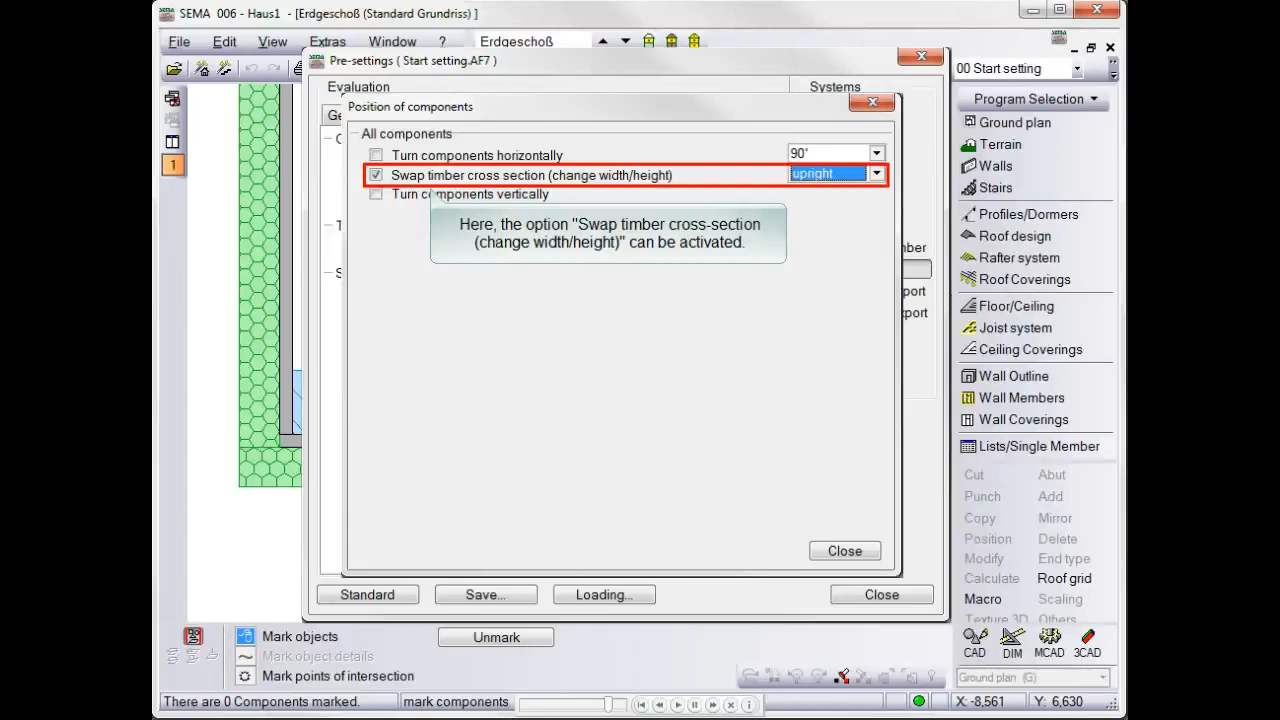 SEMA 006 - Haus1 - [Erdgeschoß (Standard Grundriss) ]
File Edit View Extras Window ? Erdgeschoß
Pre-settings ( Start setting.AF7 )
00 Start setting
Evaluation
Systems
Program Selection
Position of components
All components
Turn components horizontally
90°
Swap timber cross section (change width/height)
upright
Turn components vertically
Here, the option "Swap timber cross-section
(change width/height)" can be activated.
1
Ground plan
Terrain
Walls
Stairs
Profiles/Dormers
Roof design
Rafter system
Roof Coverings
Floor/Ceiling
Joist system
Ceiling Coverings
Wall Outline
Wall Members
Wall Coverings
Lists/Single Member
Cut Abut
Punch Add
Copy Mirror
Position Delete
Modify End type
Calculate Roof grid
Macro Scaling
Texture 3D Others
CAD DIM MCAD 3CAD
Close
Standard Save... Loading... Close
Mark objects
Unmark
Mark object details
Mark points of intersection
Ground plan (G)
There are 0 Components marked.
mark components
X: -8,561
Y: 6,630